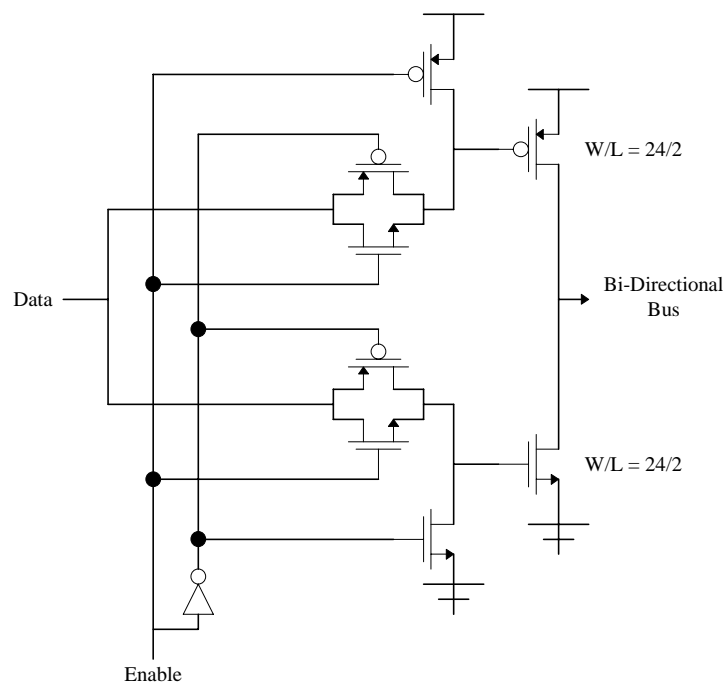 W/L = 24/2
Data
Bi-Directional
Bus
W/L = 24/2
Enable